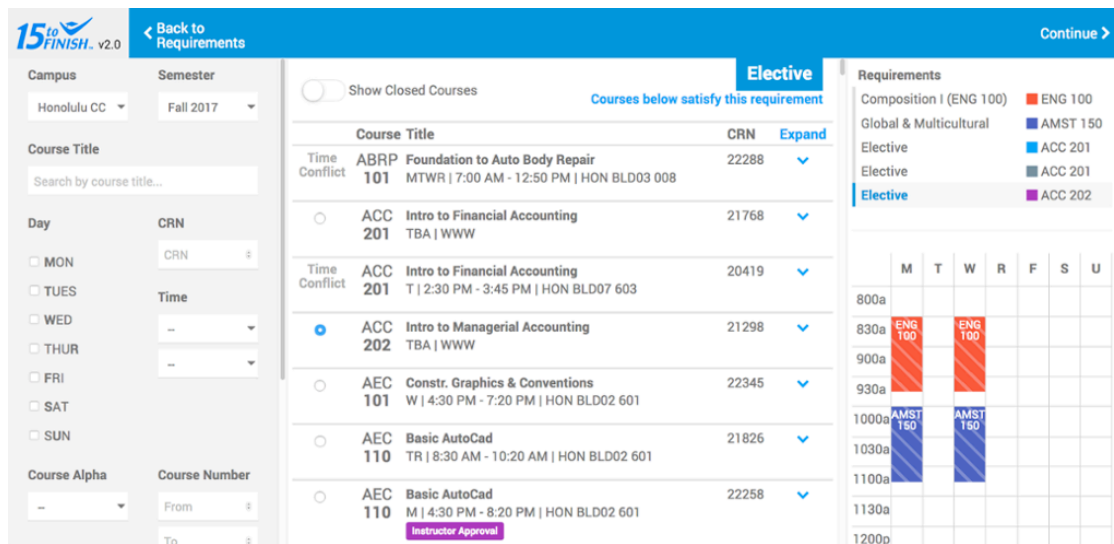 15 to FINISH™ v2.0
Back to
Requirements
Continue
Campus
Semester
Honolulu CC
Fall 2017
Course Title
Search by course title...
Day
CRN
MON
CRN
TUES
Time
WED
--
THUR
--
FRI
SAT
SUN
Course Alpha
Course Number
--
From
To
Show Closed Courses
Elective
Courses below satisfy this requirement
Course Title CRN Expand
Time Conflict
ABRP 101
Foundation to Auto Body Repair 22288
MTWR | 7:00 AM - 12:50 PM | HON BLD03 008
ACC 201
Intro to Financial Accounting 21768
TBA | WWW
Time Conflict
ACC 201
Intro to Financial Accounting 20419
T | 2:30 PM - 3:45 PM | HON BLD07 603
ACC 202
Intro to Managerial Accounting 21298
TBA | WWW
AEC 101
Constr. Graphics & Conventions 22345
W | 4:30 PM - 7:20 PM | HON BLD02 601
AEC 110
Basic AutoCad 21826
TR | 8:30 AM - 10:20 AM | HON BLD02 601
AEC 110
Basic AutoCad 22258
M | 4:30 PM - 8:20 PM | HON BLD02 601
Instructor Approval
Requirements
Composition I (ENG 100) ENG 100
Global & Multicultural AMST 150
Elective ACC 201
Elective ACC 201
Elective ACC 202
M T W R F S U
800a
830a ENG 100 ENG 100
900a
930a
1000a AMST 150 AMST 150
1030a
1100a
1130a
1200p